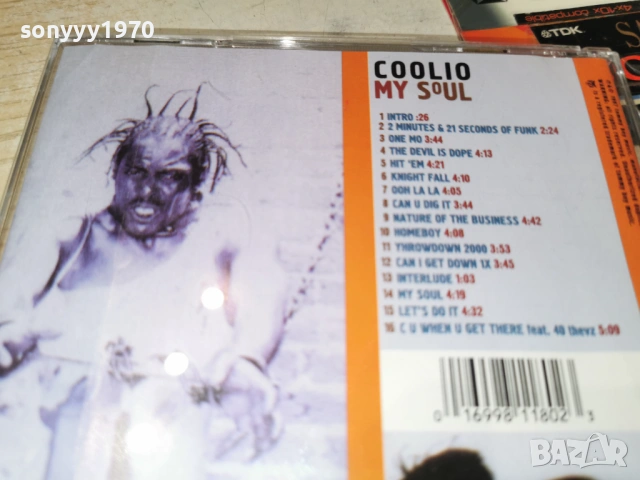 sonyyy1970
4x-10x compatible
TDK
COOLIO
MY SOUL
1 INTRO :26
2 2 MINUTES & 21 SECONDS OF FUNK 2:24
3 ONE MO 3:44
4 THE DEVIL IS DOPE 4:13
5 HIT 'EM 4:21
6 KNIGHT FALL 4:10
7 OOH LA LA 4:05
8 CAN U DIG IT 3:44
9 NATURE OF THE BUSINESS 4:42
10 HOMEBOY 4:08
11 THROWDOWN 2000 3:53
12 CAN I GET DOWN 1X 3:45
13 INTERLUDE 1:03
14 MY SOUL 4:19
15 LET'S DO IT 4:32
16 C U WHEN U GET THERE feat. 40 thevz 5:09
0 16998 11802 3
BAZAR